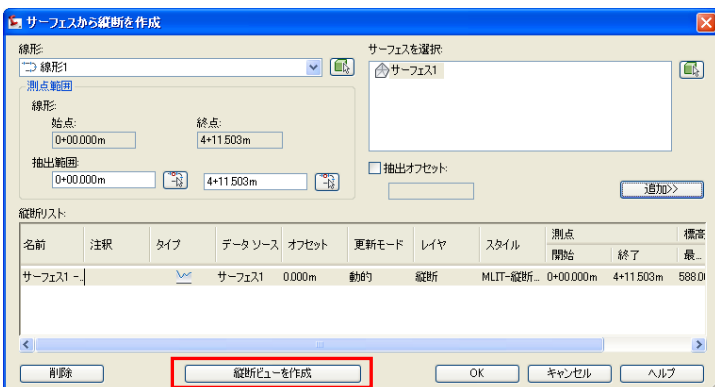 サーフェスから縦断を作成
線形:
線形1
測点範囲
線形:
始点:
終点:
0+00.000m
4+11.503m
抽出範囲:
0+00.000m
4+11.503m
サーフェスを選択:
サーフェス1
抽出オフセット:
追加>>
縦断リスト:
名前 注釈 タイプ データ ソース オフセット 更新モード レイヤ スタイル 測点 標高
開始 終了 最...
サーフェス1 -... サーフェス1 0.000m 動的 縦断 MLIT-縦断... 0+00.000m 4+11.503m 588.0
削除 縦断ビューを作成 OK キャンセル ヘルプ